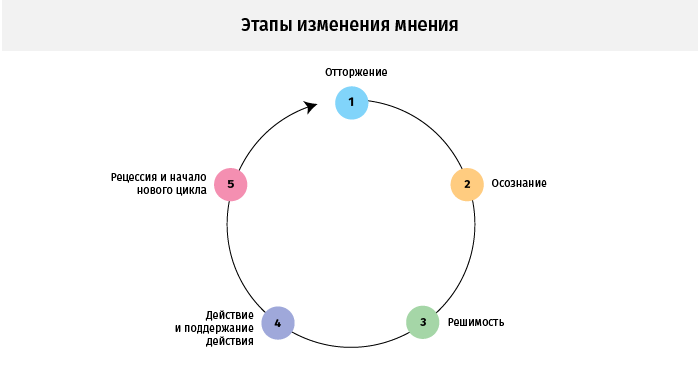 Этапы изменения мнения
Отторжение
1
2
Осознание
3
Решимость
4
Действие
и поддержание
действия
5
Рецессия и начало
нового цикла